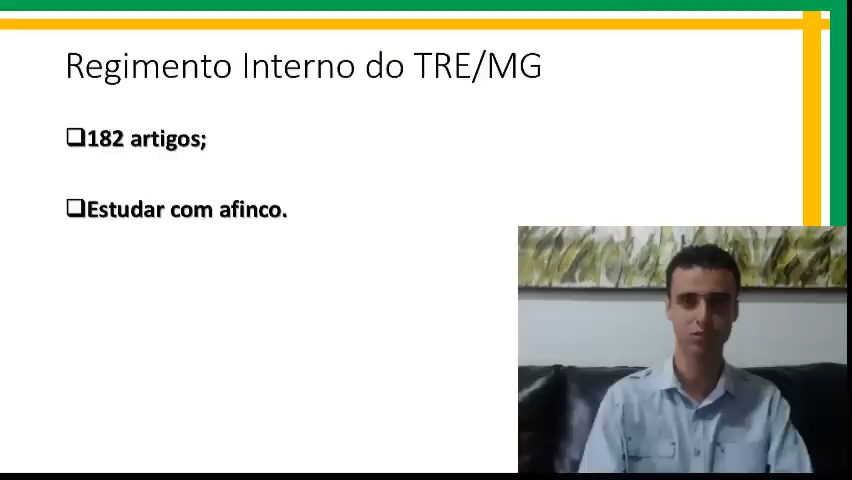 Regimento Interno do TRE/MG
❑182 artigos;
❑Estudar com afinco.